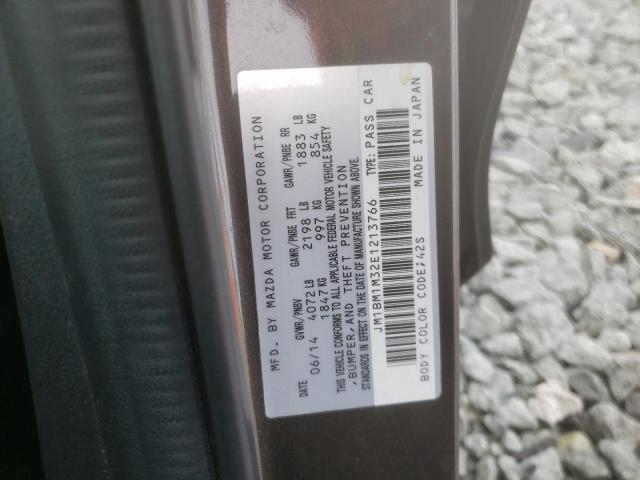 MFD. BY MAZDA MOTOR CORPORATION
DATE GVWR/PNBV GAWR/PNBE FRT GAWR/PNBE RR
06/14 4072 LB 2198 LB 1883 LB
1847 KG 997 KG 854 KG
THIS VEHICLE CONFORMS TO ALL APPLICABLE FEDERAL MOTOR VEHICLE SAFETY
,BUMPER,AND THEFT PREVENTION
STANDARDS IN EFFECT ON THE DATE OF MANUFACTURE SHOWN ABOVE.
JM1BM1M32E1213766 TYPE: PASS CAR
BODY COLOR CODE;42S MADE IN JAPAN